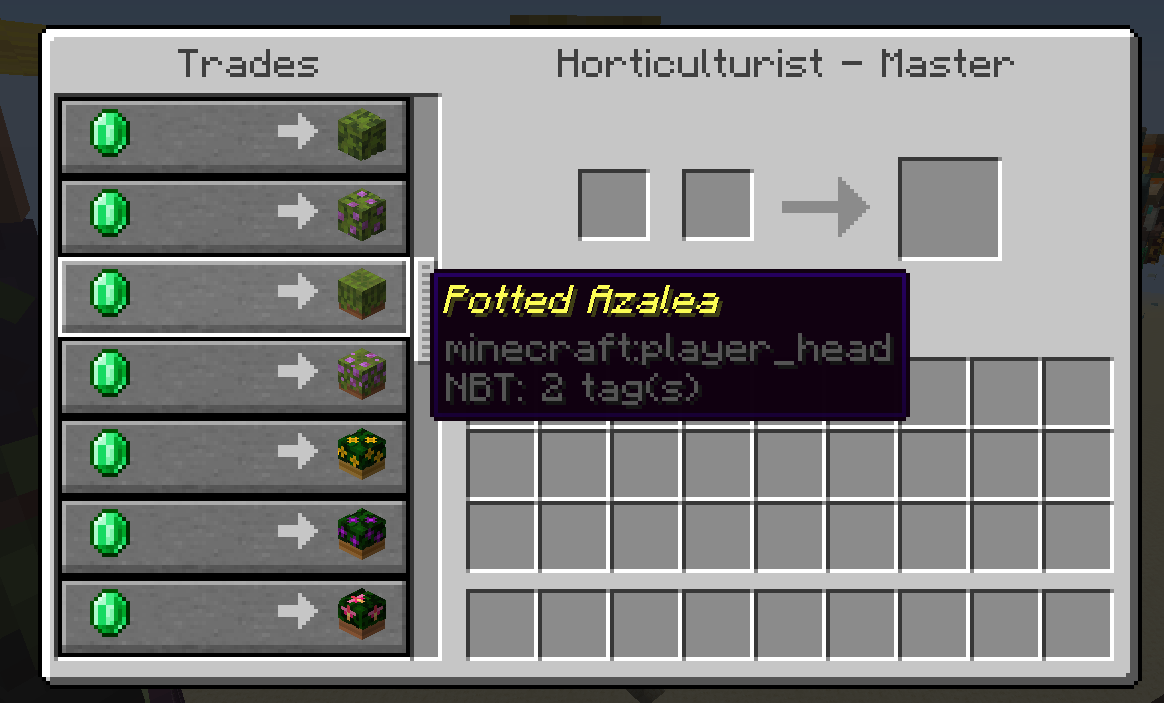 Trades
Horticulturist - Master
Potted Azalea
minecraft:player_head
NBT: 2 tag(s)